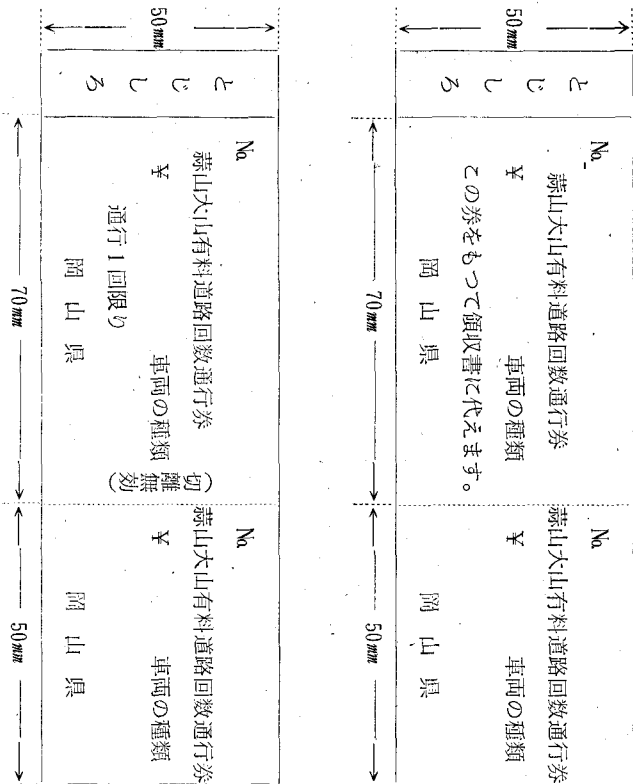 50mm
とじしろ
No.
蒜山大山有料道路回数通行券
¥ 車両の種類
この券をもつて領収書に代えます。
岡山県
70mm
No.
蒜山大山有料道路回数通行券
¥ 車両の種類
岡山県
50mm
50mm
とじしろ
No.
蒜山大山有料道路回数通行券
¥ 車両の種類
通行1回限り
岡山県
(切離無効)
70mm
No.
蒜山大山有料道路回数通行券
¥ 車両の種類
岡山県
50mm